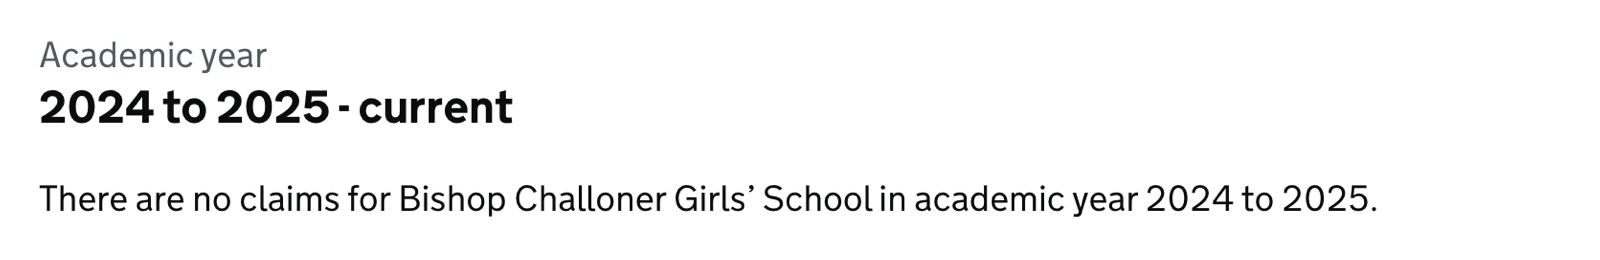 Academic year
2024 to 2025 - current
There are no claims for Bishop Challoner Girls’ School in academic year 2024 to 2025.